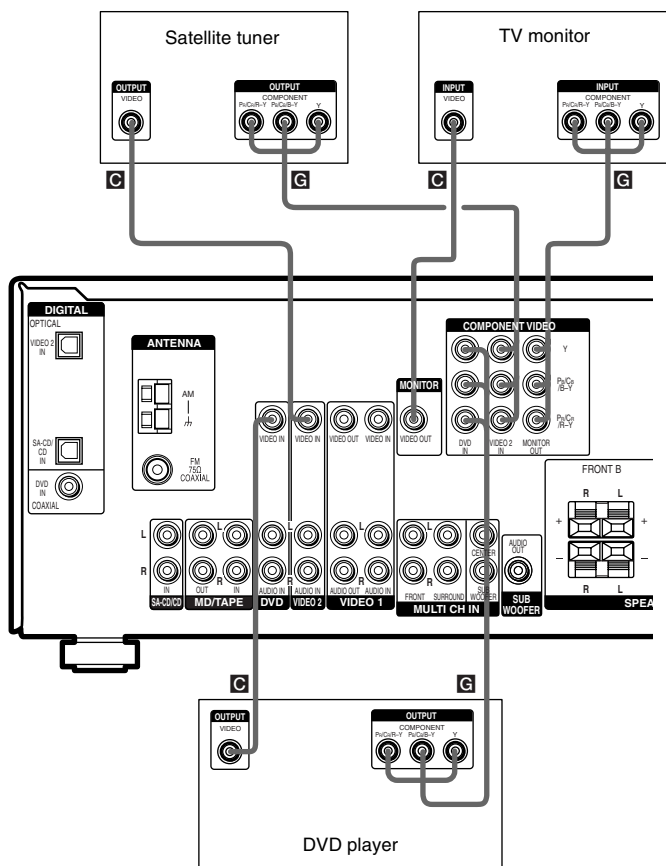 Satellite tuner
TV monitor
OUTPUT
VIDEO
OUTPUT
COMPONENT
PR/CR/R–Y PB/CB/B–Y Y
INPUT
VIDEO
INPUT
COMPONENT
PR/CR/R–Y PB/CB/B–Y Y
C
G
C
G
DIGITAL
OPTICAL
VIDEO 2
IN
SA-CD/
CD
IN
DVD
IN
COAXIAL
ANTENNA
AM
FM
75Ω
COAXIAL
COMPONENT VIDEO
Y
PB/CB
/B–Y
PR/CR
/R–Y
DVD
IN
VIDEO 2
IN
MONITOR
OUT
MONITOR
VIDEO OUT
VIDEO IN
VIDEO IN
VIDEO OUT
VIDEO IN
FRONT B
R L
+ +
– –
R L
SPEA
L
R
IN
SA-CD/CD
L
R
OUT
IN
MD/TAPE
AUDIO IN
DVD
L
R
AUDIO IN
VIDEO 2
L
R
AUDIO OUT
AUDIO IN
VIDEO 1
L
R
FRONT
SURROUND
CENTER
SUB
WOOFER
MULTI CH IN
AUDIO
OUT
SUB
WOOFER
C
G
OUTPUT
VIDEO
OUTPUT
COMPONENT
PR/CR/R–Y PB/CB/B–Y Y
DVD player